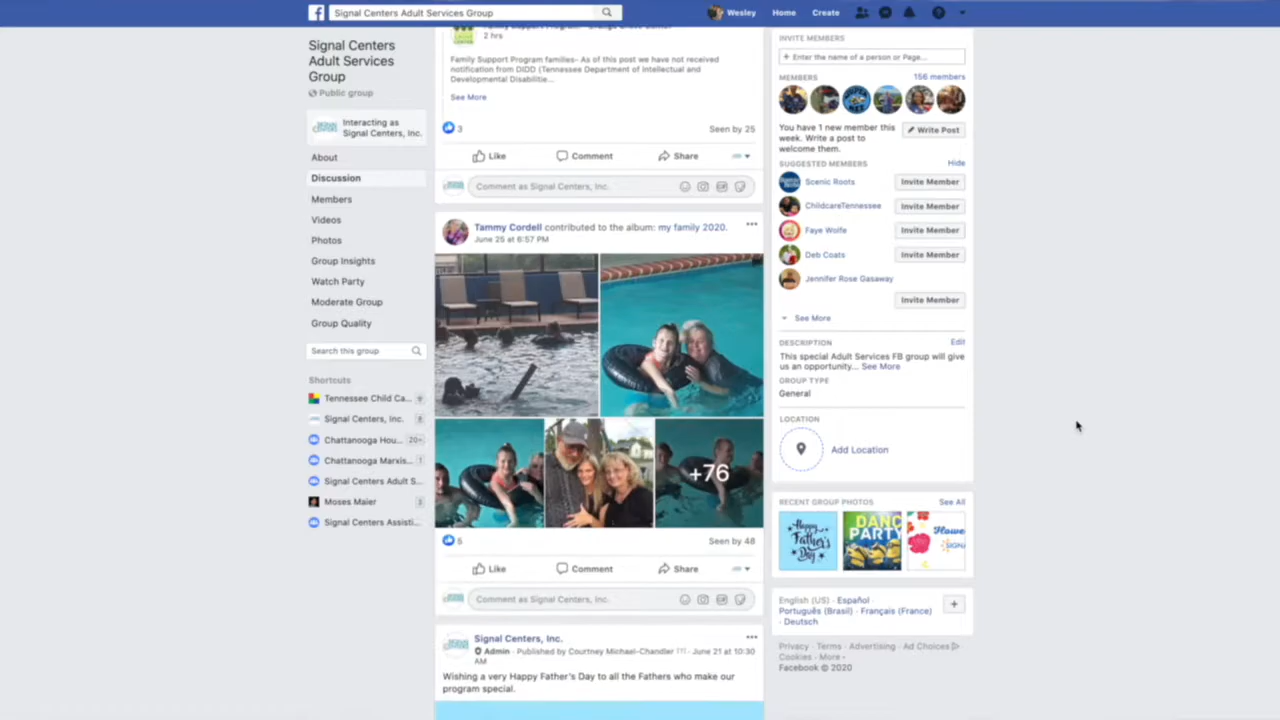 Signal Centers Adult Services Group
Wesley
Home
Create
Signal Centers
Adult Services
Group
Public group
Interacting as
Signal Centers, Inc.
About
Discussion
Members
Videos
Photos
Group Insights
Watch Party
Moderate Group
Group Quality
Search this group
Shortcuts
Tennessee Child Ca...
Signal Centers, Inc.
Chattanooga Hou... 20+
Chattanooga Marxis... 1
Signal Centers Adult S...
Moses Maier
Signal Centers Assisti...
2 hrs
Family Support Program families- As of this post we have not received
notification from DIDD (Tennessee Department of Intellectual and
Developmental Disabilitie...
See More
3
Seen by 25
Like
Comment
Share
Comment as Signal Centers, Inc.
Tammy Cordell contributed to the album: my family 2020.
June 25 at 6:57 PM
+76
5
Seen by 48
Like
Comment
Share
Comment as Signal Centers, Inc.
Signal Centers, Inc.
Admin · Published by Courtney Michael-Chandler [?] · June 21 at 10:30
AM
Wishing a very Happy Father's Day to all the Fathers who make our
program special.
INVITE MEMBERS
+ Enter the name of a person or Page...
MEMBERS
156 members
You have 1 new member this
week. Write a post to
welcome them.
Write Post
SUGGESTED MEMBERS
Hide
Scenic Roots
Invite Member
ChildcareTennessee
Invite Member
Faye Wolfe
Invite Member
Deb Coats
Invite Member
Jennifer Rose Gasaway
Invite Member
See More
DESCRIPTION
Edit
This special Adult Services FB group will give
us an opportunity... See More
GROUP TYPE
General
LOCATION
Add Location
RECENT GROUP PHOTOS
See All
Happy
Father's
Day
DANC
PARTY
Flowe
SIGNA
English (US) · Español ·
Português (Brasil) · Français (France)
· Deutsch
Privacy · Terms · Advertising · Ad Choices ·
Cookies · More
Facebook © 2020